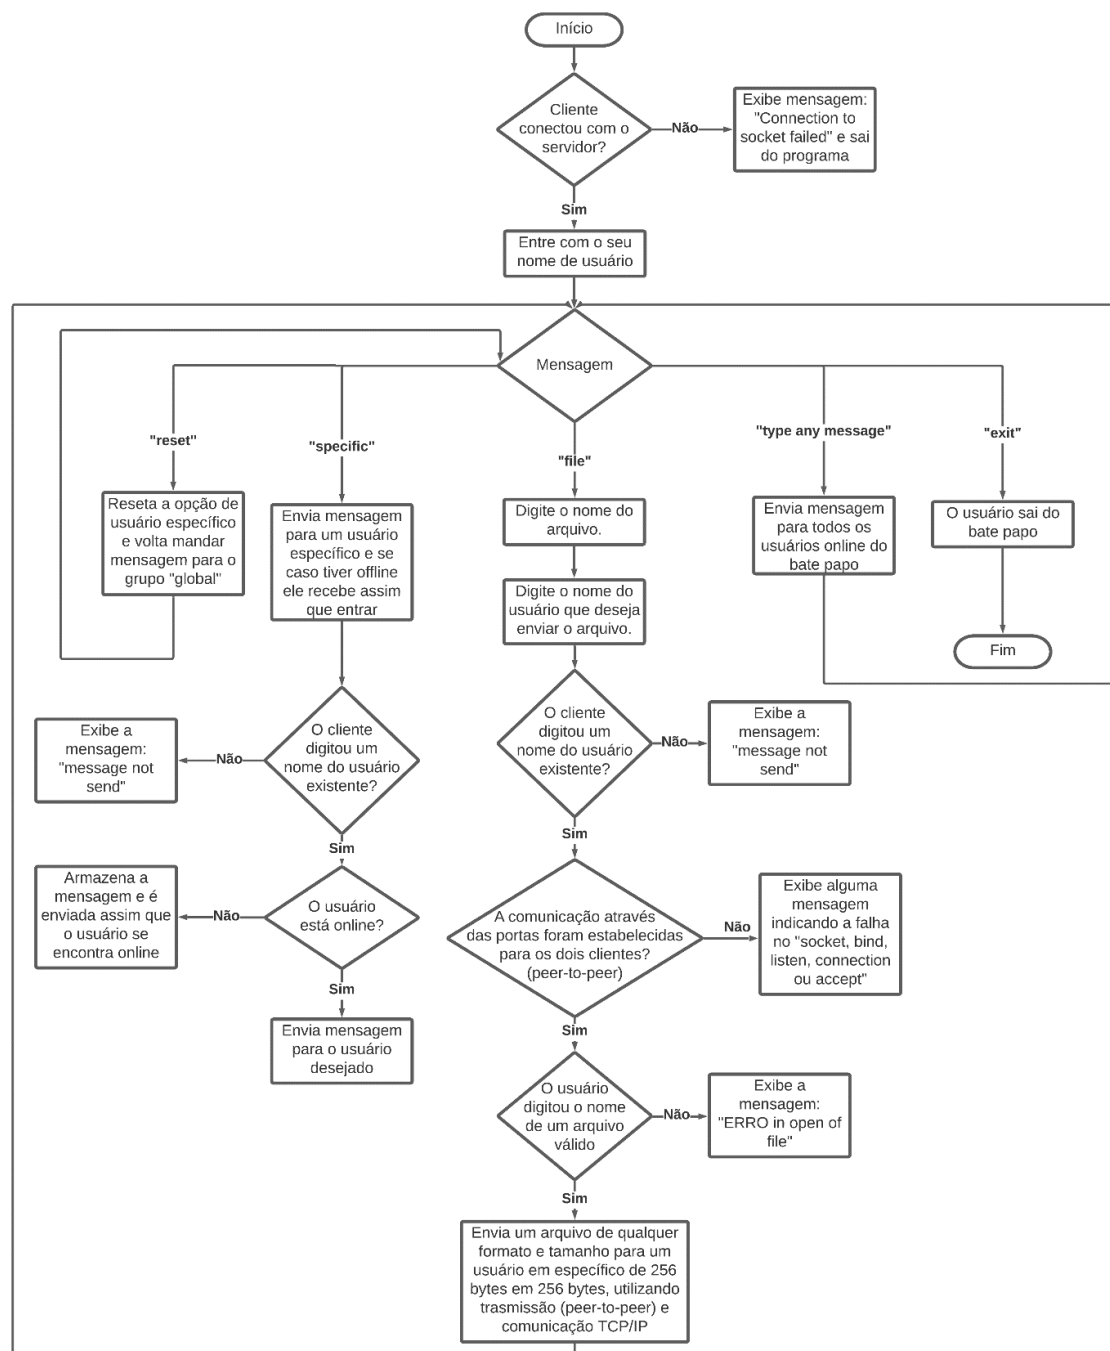 Início
Cliente
conectou com o
servidor?
Não
Exibe mensagem:
"Connection to
socket failed" e sai
do programa
Sim
Entre com o seu
nome de usuário
Mensagem
"reset"
"specific"
"file"
"type any message"
"exit"
Reseta a opção de
usuário específico
e volta mandar
mensagem para o
grupo "global"
Envia mensagem
para um usuário
específico e se
caso tiver offline
ele recebe assim
que entrar
Digite o nome do
arquivo.
Envia mensagem
para todos os
usuários online do
bate papo
O usuário sai do
bate papo
Digite o nome do
usuário que deseja
enviar o arquivo.
Fim
Exibe a
mensagem:
"message not
send"
Não
O cliente
digitou um
nome do usuário
existente?
O cliente
digitou um
nome do usuário
existente?
Não
Exibe a
mensagem:
"message not
send"
Sim
Sim
Armazena a
mensagem e é
enviada assim que
o usuário se
encontra online
Não
O usuário
está online?
A comunicação através
das portas foram estabelecidas
para os dois clientes?
(peer-to-peer)
Não
Exibe alguma
mensagem
indicando a falha
no "socket, bind,
listen, connection
ou accept"
Sim
Envia mensagem
para o usuário
desejado
Sim
O usuário
digitou o nome
de um arquivo
válido
Não
Exibe a
mensagem:
"ERRO in open of
file"
Sim
Envia um arquivo de qualquer
formato e tamanho para um
usuário em específico de 256
bytes em 256 bytes, utilizando
trasmissão (peer-to-peer) e
comunicação TCP/IP